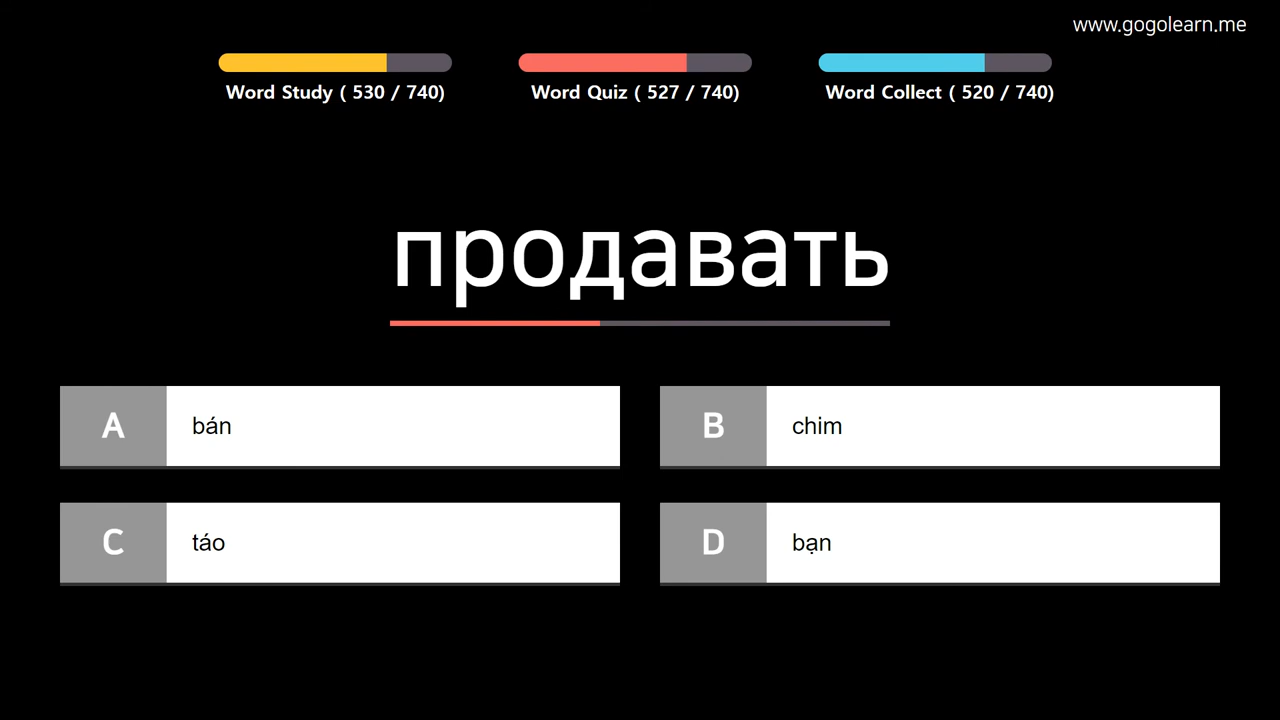 www.gogolearn.me
Word Study ( 530 / 740)
Word Quiz ( 527 / 740)
Word Collect ( 520 / 740)
продавать
A bán
B chim
C táo
D bạn